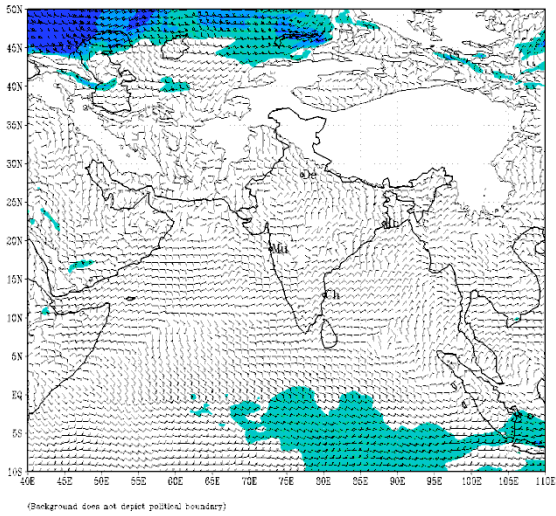 50N
45N
40N
35N
30N
25N
20N
15N
10N
5N
EQ
5S
10S
De
Mu
Ch
40E 45E 50E 55E 60E 65E 70E 75E 80E 85E 90E 95E 100E 105E 110E
(Background does not depict political boundary)